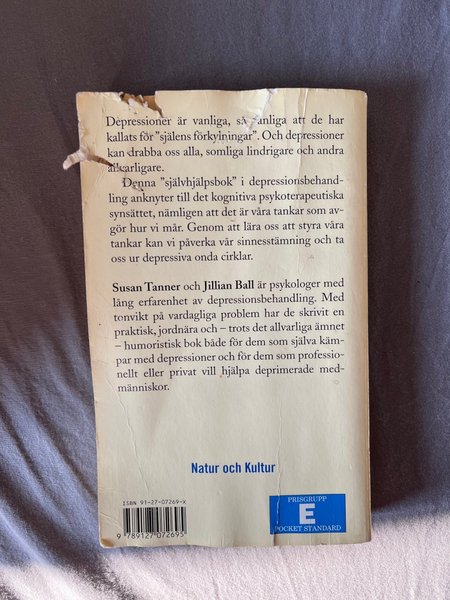 Depressioner är vanliga, så vanliga att de har
kallats för "själens förkylningar". Och depressioner
kan drabba oss alla, somliga lindrigare och andra
allvarligare.
Denna "självhjälpsbok" i depressionsbehand-
ling anknyter till det kognitiva psykoterapeutiska
synsättet, nämligen att det är våra tankar som av-
gör hur vi mår. Genom att lära oss att styra våra
tankar kan vi påverka vår sinnesstämning och ta
oss ur depressiva onda cirklar.
Susan Tanner och Jillian Ball är psykologer med
lång erfarenhet av depressionsbehandling. Med
tonvikt på vardagliga problem har de skrivit en
praktisk, jordnära och – trots det allvarliga ämnet
– humoristisk bok både för dem som själva käm-
par med depressioner och för dem som professio-
nellt eller privat vill hjälpa deprimerade med-
människor.
Natur och Kultur
ISBN 91-27-07269-X
9 789127 072695
PRISGRUPP
E
POCKET STANDARD